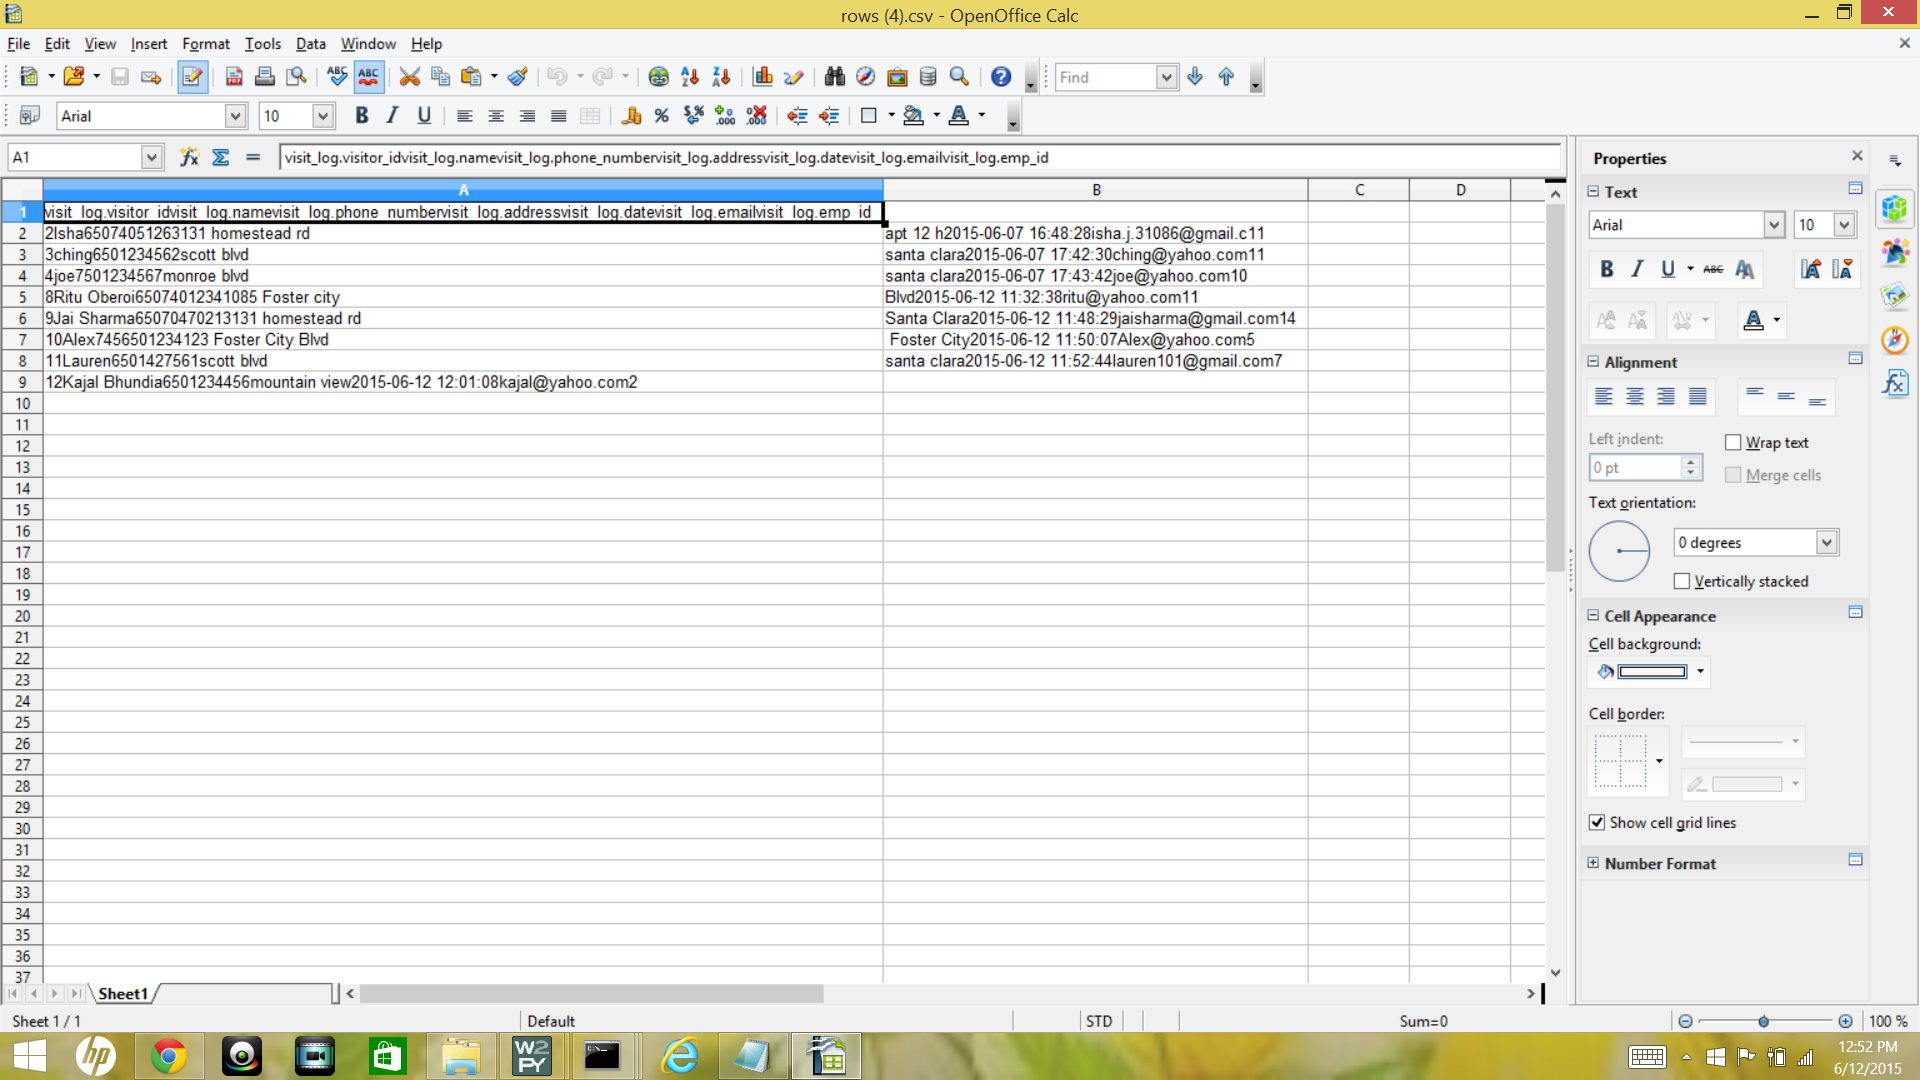 rows (4).csv - OpenOffice Calc
File Edit View Insert Format Tools Data Window Help
Find
Arial 10
A1 visit_log.visitor_idvisit_log.namevisit_log.phone_numbervisit_log.addressvisit_log.datevisit_log.emailvisit_log.emp_id
A B C D
1 visit_log.visitor_idvisit_log.namevisit_log.phone_numbervisit_log.addressvisit_log.datevisit_log.emailvisit_log.emp_id
2 2Isha65074051263131 homestead rd apt 12 h2015-06-07 16:48:28isha.j.31086@gmail.c11
3 3ching6501234562scott blvd santa clara2015-06-07 17:42:30ching@yahoo.com11
4 4joe7501234567monroe blvd santa clara2015-06-07 17:43:42joe@yahoo.com10
5 8Ritu Oberoi65074012341085 Foster city Blvd2015-06-12 11:32:38ritu@yahoo.com11
6 9Jai Sharma65070470213131 homestead rd Santa Clara2015-06-12 11:48:29jaisharma@gmail.com14
7 10Alex7456501234123 Foster City Blvd Foster City2015-06-12 11:50:07Alex@yahoo.com5
8 11Lauren6501427561scott blvd santa clara2015-06-12 11:52:44lauren101@gmail.com7
9 12Kajal Bhundia6501234456mountain view2015-06-12 12:01:08kajal@yahoo.com2
10
11
12
13
14
15
16
17
18
19
20
21
22
23
24
25
26
27
28
29
30
31
32
33
34
35
36
37
Sheet1
Sheet 1 / 1 Default STD Sum=0 100 %
Properties
Text
Arial 10
B I U ABC AA
Alignment
Left indent: Wrap text
0 pt Merge cells
Text orientation:
0 degrees
Vertically stacked
Cell Appearance
Cell background:
Cell border:
Show cell grid lines
Number Format
hp W2PY
12:52 PM
6/12/2015